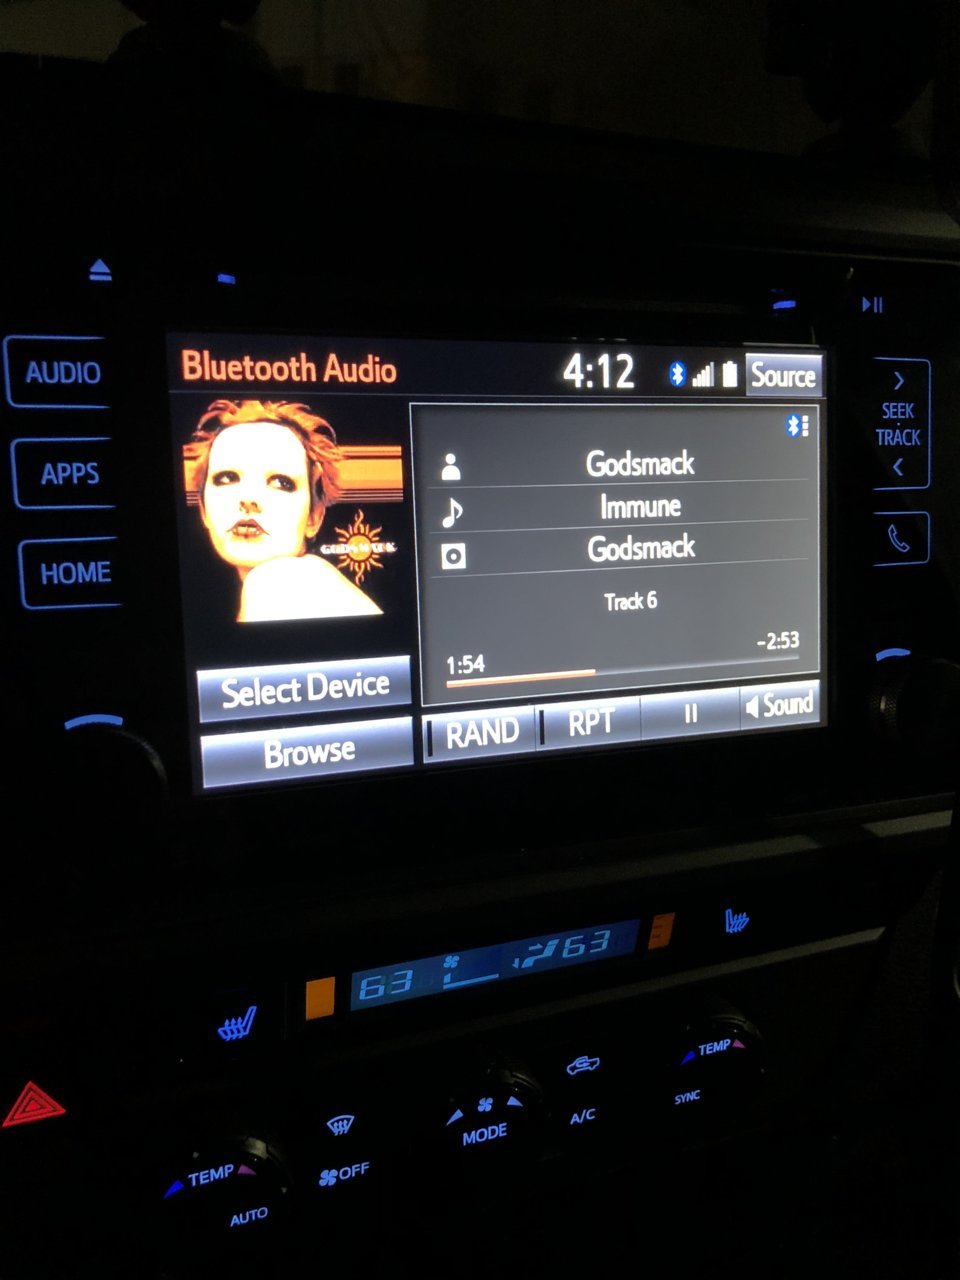 AUDIO
APPS
HOME
Bluetooth Audio
4:12
Source
GODSMACK
Godsmack
Immune
Godsmack
Track 6
1:54
-2:53
Select Device
Browse
RAND
RPT
Sound
SEEK
TRACK
63
63
TEMP
AUTO
OFF
MODE
A/C
TEMP
SYNC